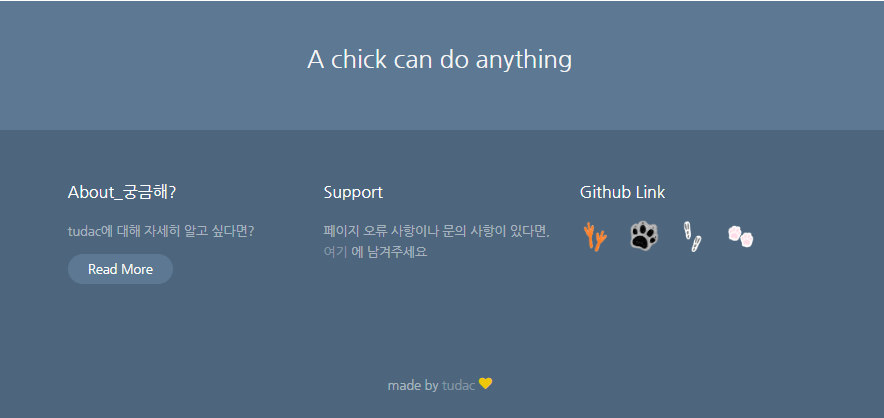 A chick can do anything
About_궁금해?
tudac에 대해 자세히 알고 싶다면?
Read More
Support
페이지 오류 사항이나 문의 사항이 있다면,
여기 에 남겨주세요
Github Link
made by tudac